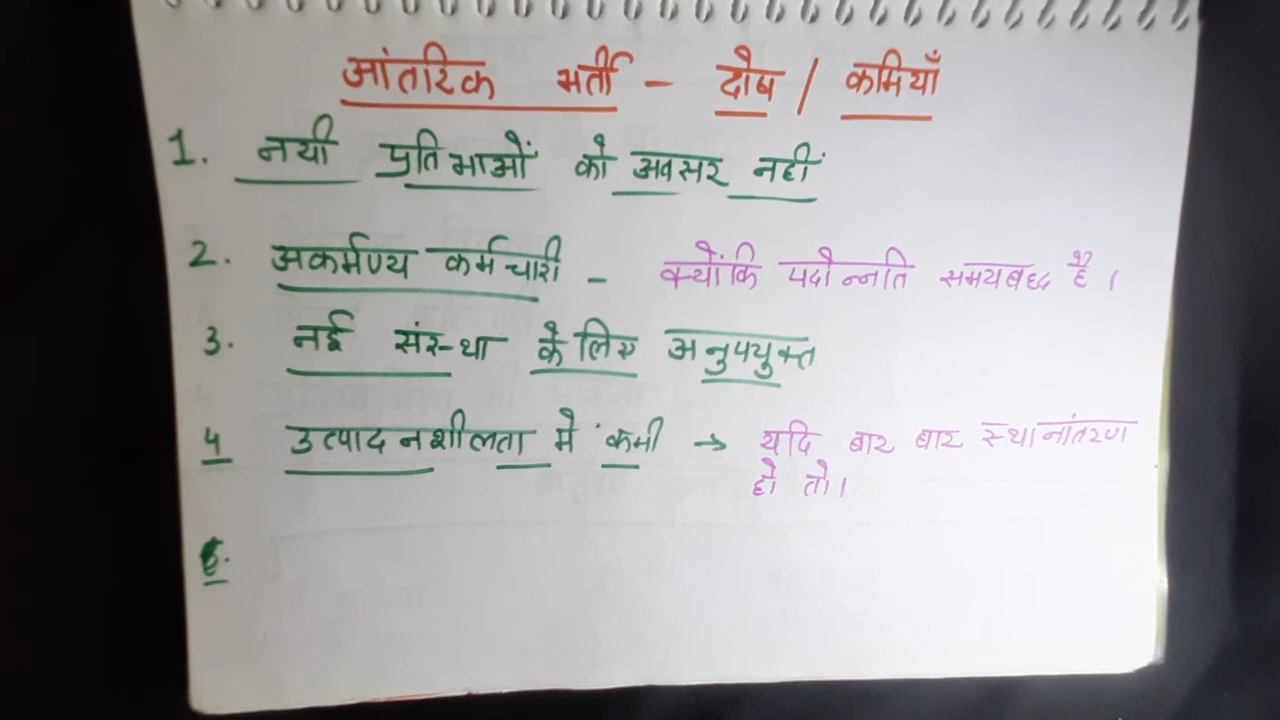 आंतरिक भर्ती - दोष / कमियाँ
1. नयी प्रतिभाओं को अवसर नहीं
2. अकर्मण्य कर्मचारी - क्योंकि पदोन्नति समयबद्ध है।
3. नई संस्था के लिए अनुपयुक्त
4 उत्पादनशीलता में कमी → यदि बार बार स्थानांतरण
हो तो।